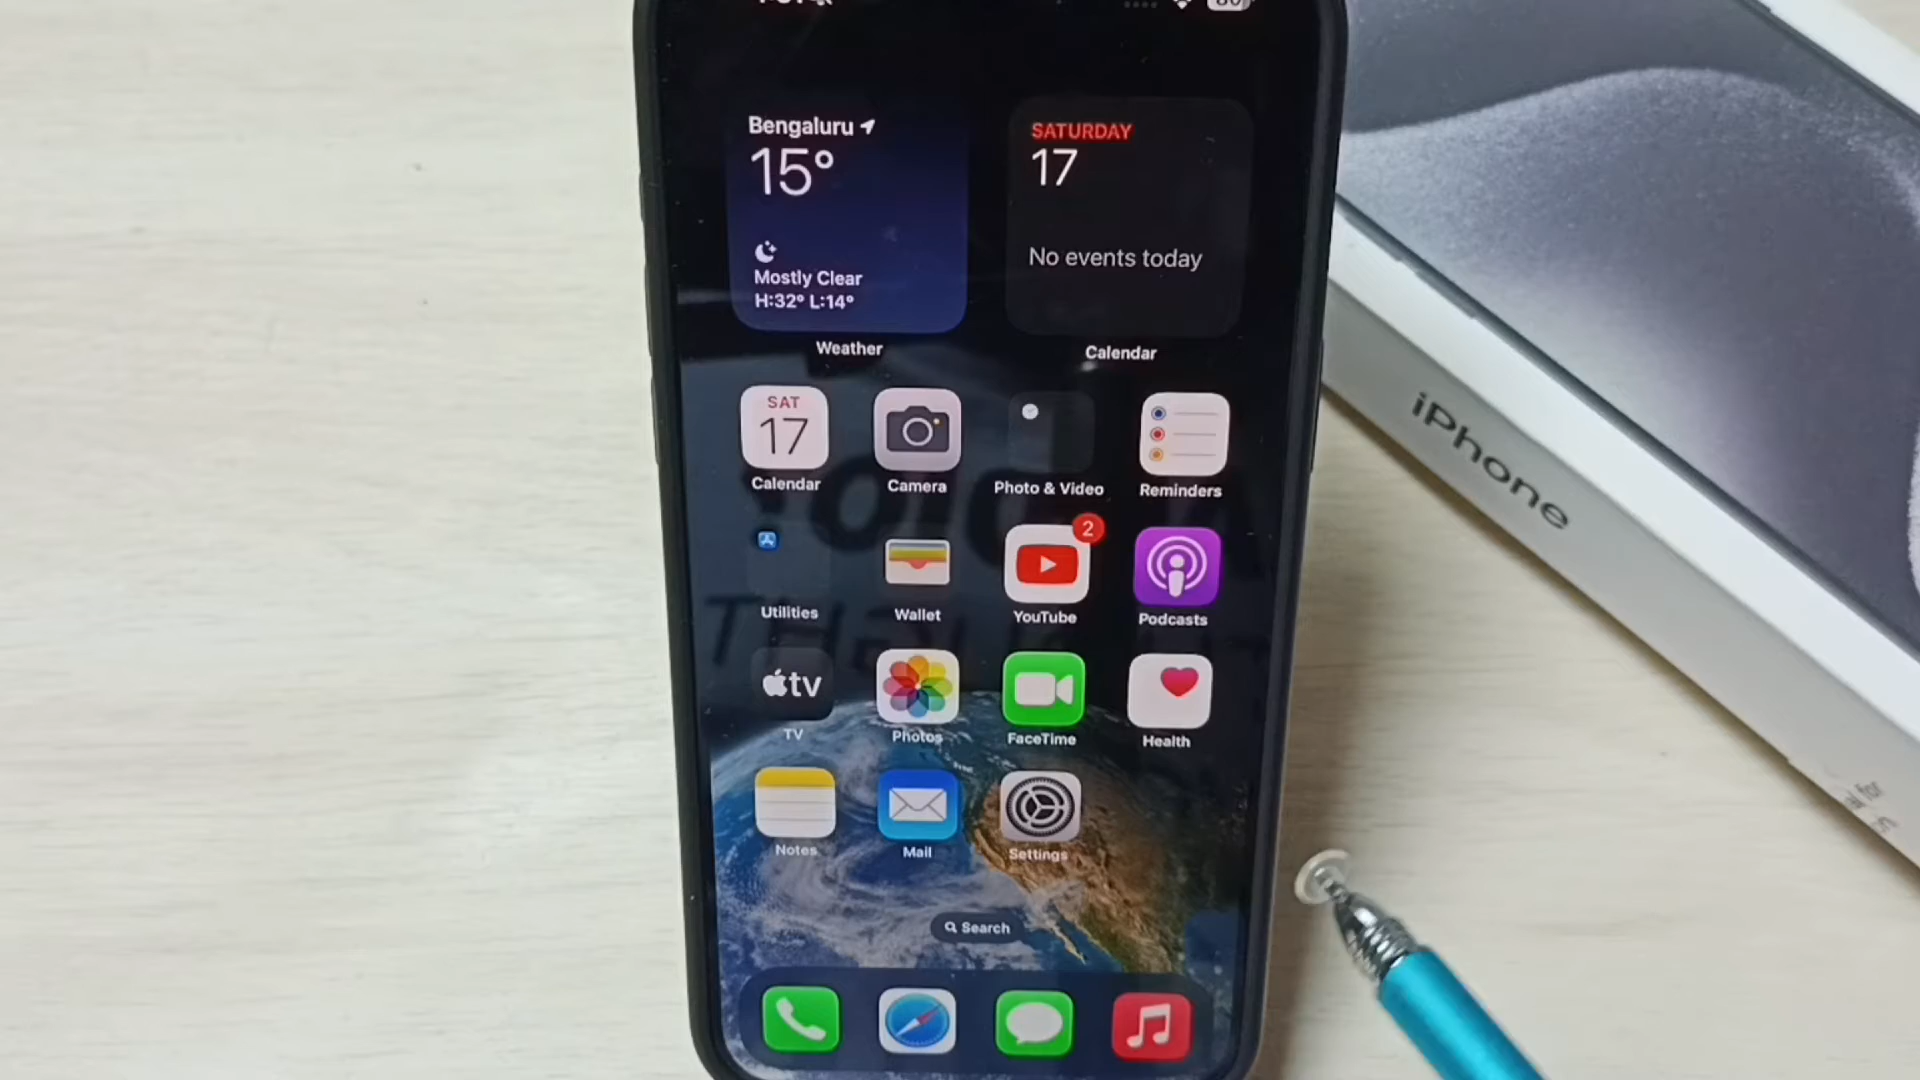 80
Bengaluru
15°
Mostly Clear
H:32° L:14°
Weather
SATURDAY
17
No events today
Calendar
SAT
17
Calendar
Camera
Photo & Video
Reminders
Utilities
Wallet
2
YouTube
Podcasts
tv
TV
Photos
FaceTime
Health
Notes
Mail
Settings
Search
iPhone